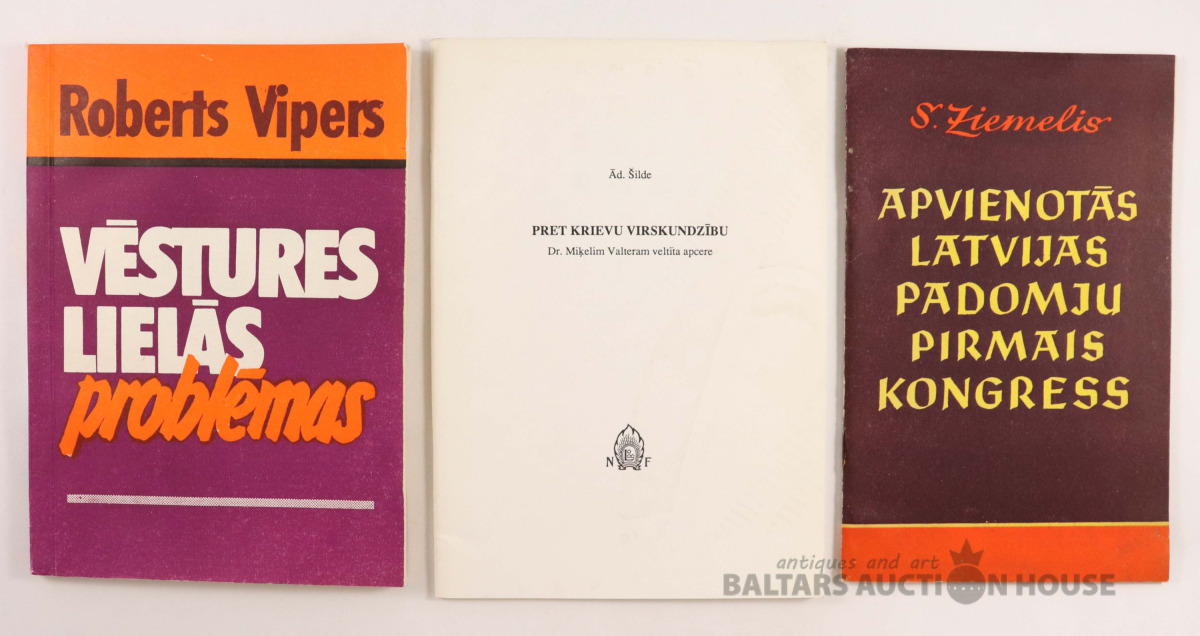 Roberts Vipers
VĒSTURES
LIELĀS
problēmas
Ād. Šilde
PRET KRIEVU VIRSKUNDZĪBU
Dr. Miķelim Valteram veltīta apcere
N F
S. Ziemelis
APVIENOTĀS
LATVIJAS
PADOMJU
PIRMAIS
KONGRESS
antiques and art
BALTARS AUCTION HOUSE